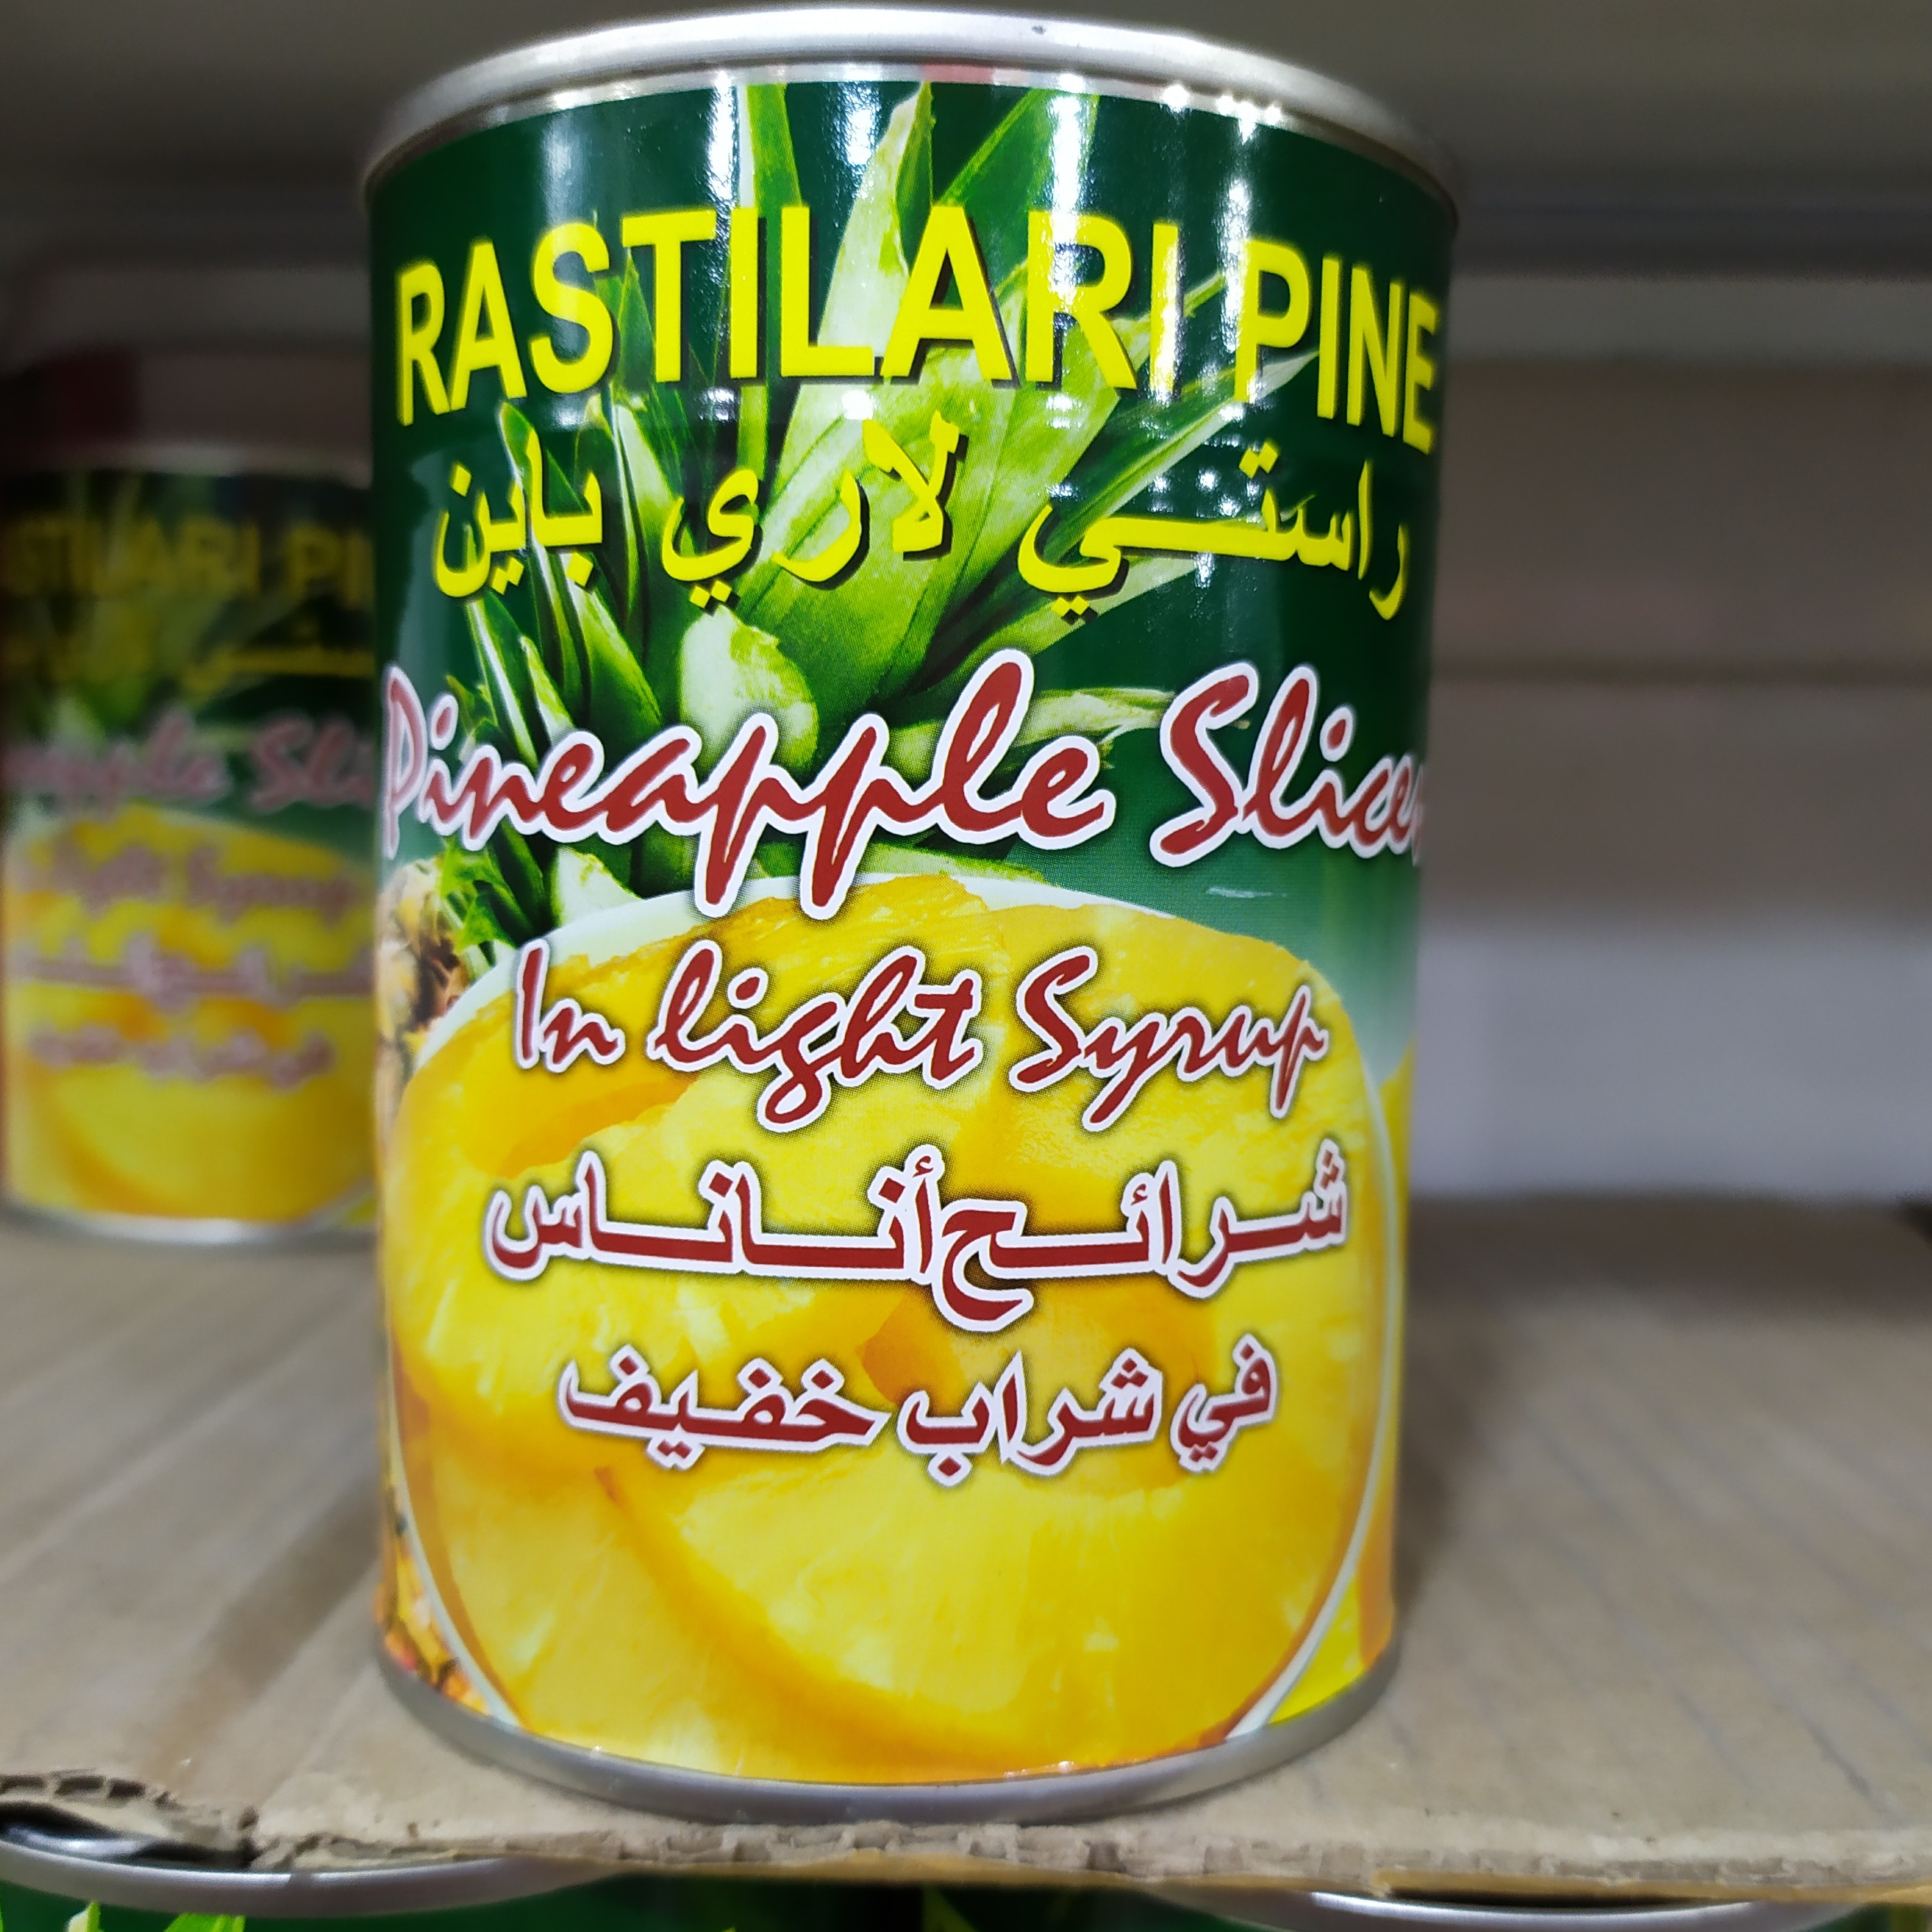 RASTILARI PINE
راستي لاري باين
Pineapple Slices
In light Syrup
شرائح أناناس
في شراب خفيف